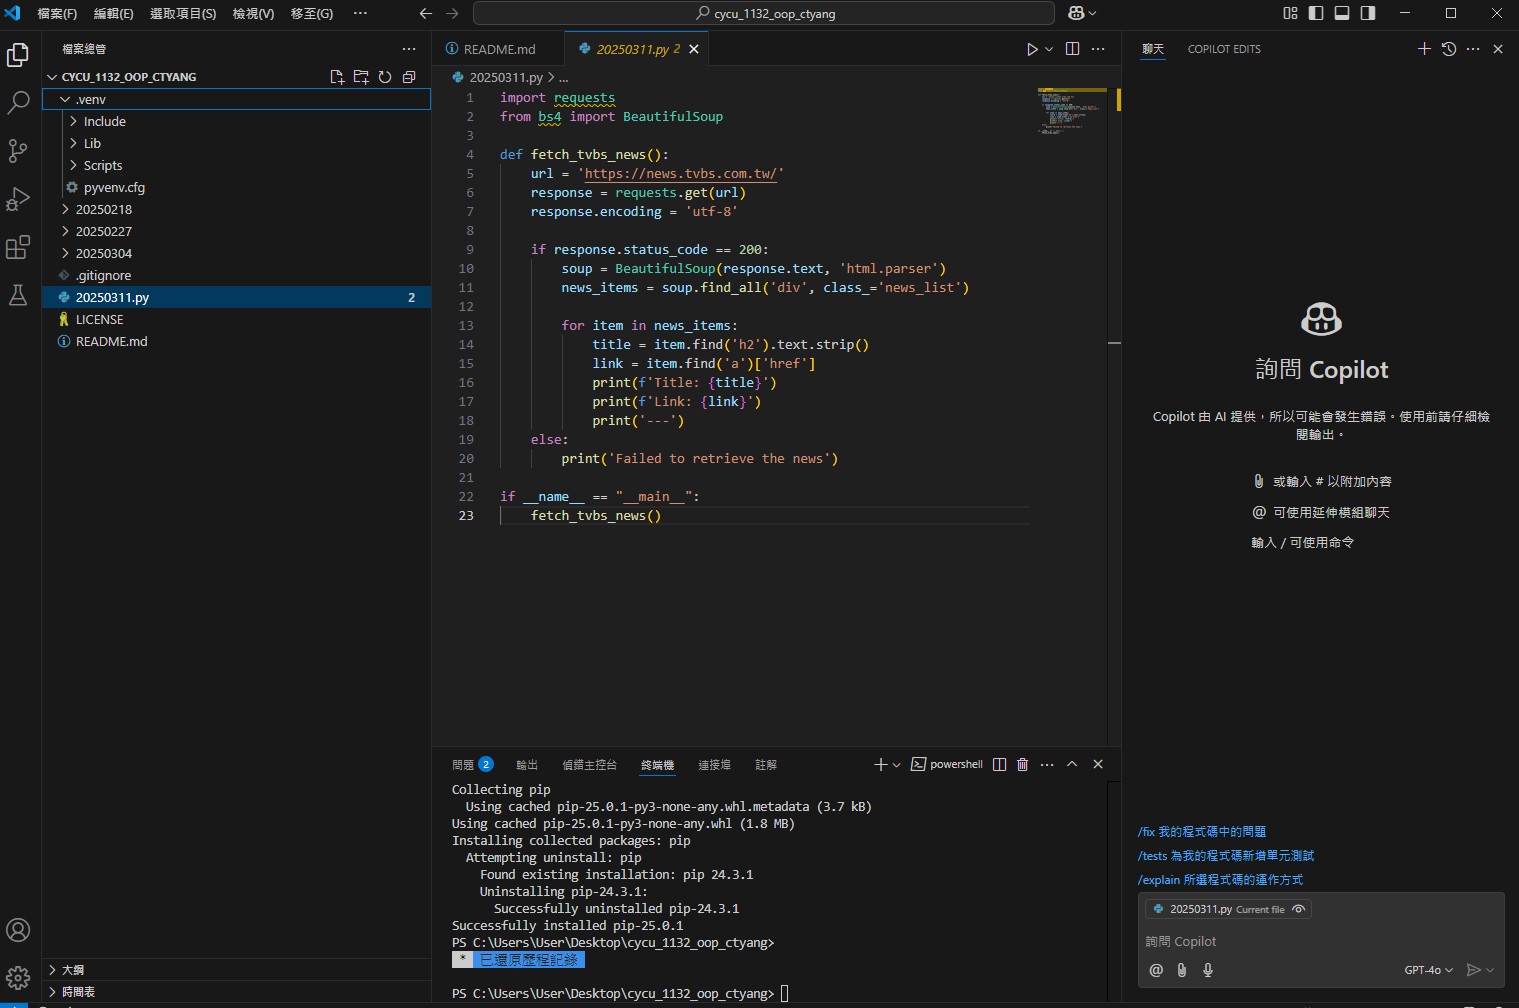 檔案(F) 編輯(E) 選取項目(S) 檢視(V) 移至(G) ··· cycu_1132_oop_ctyang
檔案總管
CYCU_1132_OOP_CTYANG
.venv
Include
Lib
Scripts
pyvenv.cfg
20250218
20250227
20250304
.gitignore
20250311.py 2
LICENSE
README.md
大綱
時間表
README.md 20250311.py 2
20250311.py > ...
1 import requests
2 from bs4 import BeautifulSoup
3
4 def fetch_tvbs_news():
5 url = 'https://news.tvbs.com.tw/'
6 response = requests.get(url)
7 response.encoding = 'utf-8'
8
9 if response.status_code == 200:
10 soup = BeautifulSoup(response.text, 'html.parser')
11 news_items = soup.find_all('div', class_='news_list')
12
13 for item in news_items:
14 title = item.find('h2').text.strip()
15 link = item.find('a')['href']
16 print(f'Title: {title}')
17 print(f'Link: {link}')
18 print('---')
19 else:
20 print('Failed to retrieve the news')
21
22 if __name__ == "__main__":
23 fetch_tvbs_news()
問題 2 輸出 偵錯主控台 終端機 連接埠 註解 powershell
Collecting pip
Using cached pip-25.0.1-py3-none-any.whl.metadata (3.7 kB)
Using cached pip-25.0.1-py3-none-any.whl (1.8 MB)
Installing collected packages: pip
Attempting uninstall: pip
Found existing installation: pip 24.3.1
Uninstalling pip-24.3.1:
Successfully uninstalled pip-24.3.1
Successfully installed pip-25.0.1
PS C:\Users\User\Desktop\cycu_1132_oop_ctyang>
* 已還原歷程記錄
PS C:\Users\User\Desktop\cycu_1132_oop_ctyang>
聊天 COPILOT EDITS
詢問 Copilot
Copilot 由 AI 提供，所以可能會發生錯誤。使用前請仔細檢
閱輸出。
或輸入 # 以附加內容
@ 可使用延伸模組聊天
輸入 / 可使用命令
/fix 我的程式碼中的問題
/tests 為我的程式碼新增單元測試
/explain 所選程式碼的運作方式
20250311.py Current file
詢問 Copilot
@ GPT-4o